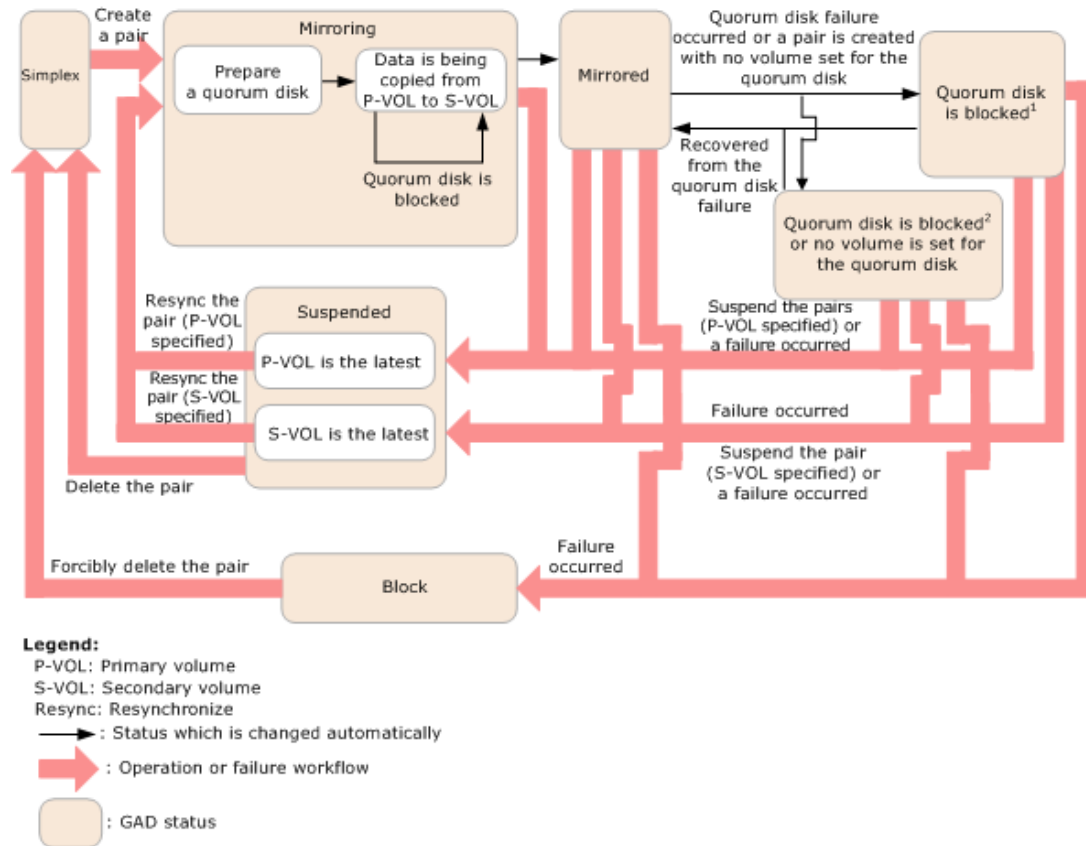 Create a
pair
Simplex
Mirroring
Prepare
a quorum disk
Data is being
copied from
P-VOL to S-VOL
Quorum disk is
blocked
Mirrored
Quorum disk failure
occurred or a pair is created
with no volume set for the
quorum disk
Quorum disk
is blocked1
Recovered
from the
quorum disk
failure
Quorum disk is blocked2
or no volume is set for
the quorum disk
Resync the
pair (P-VOL
specified)
Resync the
pair (S-VOL
specified)
Suspended
P-VOL is the latest
S-VOL is the latest
Delete the pair
Suspend the pairs
(P-VOL specified) or
a failure occurred
Failure occurred
Suspend the pair
(S-VOL specified) or
a failure occurred
Forcibly delete the pair
Block
Failure
occurred
Legend:
P-VOL: Primary volume
S-VOL: Secondary volume
Resync: Resynchronize
: Status which is changed automatically
: Operation or failure workflow
: GAD status